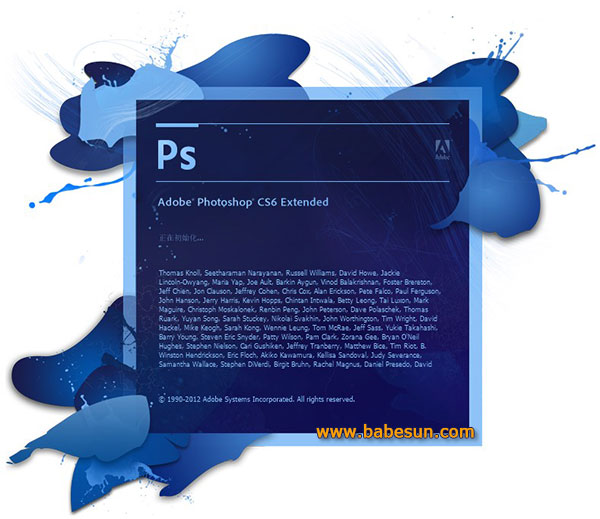 Ps
Adobe
Adobe® Photoshop® CS6 Extended
正在初始化...
Thomas Knoll, Seetharaman Narayanan, Russell Williams, David Howe, Jackie
Lincoln-Owyang, Maria Yap, Joe Ault, Barkin Aygun, Vinod Balakrishnan, Foster Brereton,
Jeff Chien, Jon Clauson, Jeffrey Cohen, Chris Cox, Alan Erickson, Pete Falco, Paul Ferguson,
John Hanson, Jerry Harris, Kevin Hopps, Chintan Intwala, Betty Leong, Tai Luxon, Mark
Maguire, Christoph Moskalonek, Renbin Peng, John Peterson, Dave Polaschek, Thomas
Ruark, Yuyan Song, Sarah Stuckey, Nikolai Svakhin, John Worthington, Tim Wright, David
Hackel, Mike Keogh, Sarah Kong, Wennie Leung, Tom McRae, Jeff Sass, Yukie Takahashi,
Barry Young, Steven Eric Snyder, Patty Wilson, Pam Clark, Zorana Gee, Bryan O'Neil
Hughes, Stephen Nielson, Cari Gushiken, Jeffrey Tranberry, Matthew Bice, Tim Riot, B.
Winston Hendrickson, Eric Floch, Akiko Kawamura, Kellisa Sandoval, Judy Severance,
Samantha Wallace, Stephen DiVerdi, Birgit Bruhn, Rachel Magnus, Daniel Presedo, David
© 1990-2012 Adobe Systems Incorporated. All rights reserved.
www.babesun.com